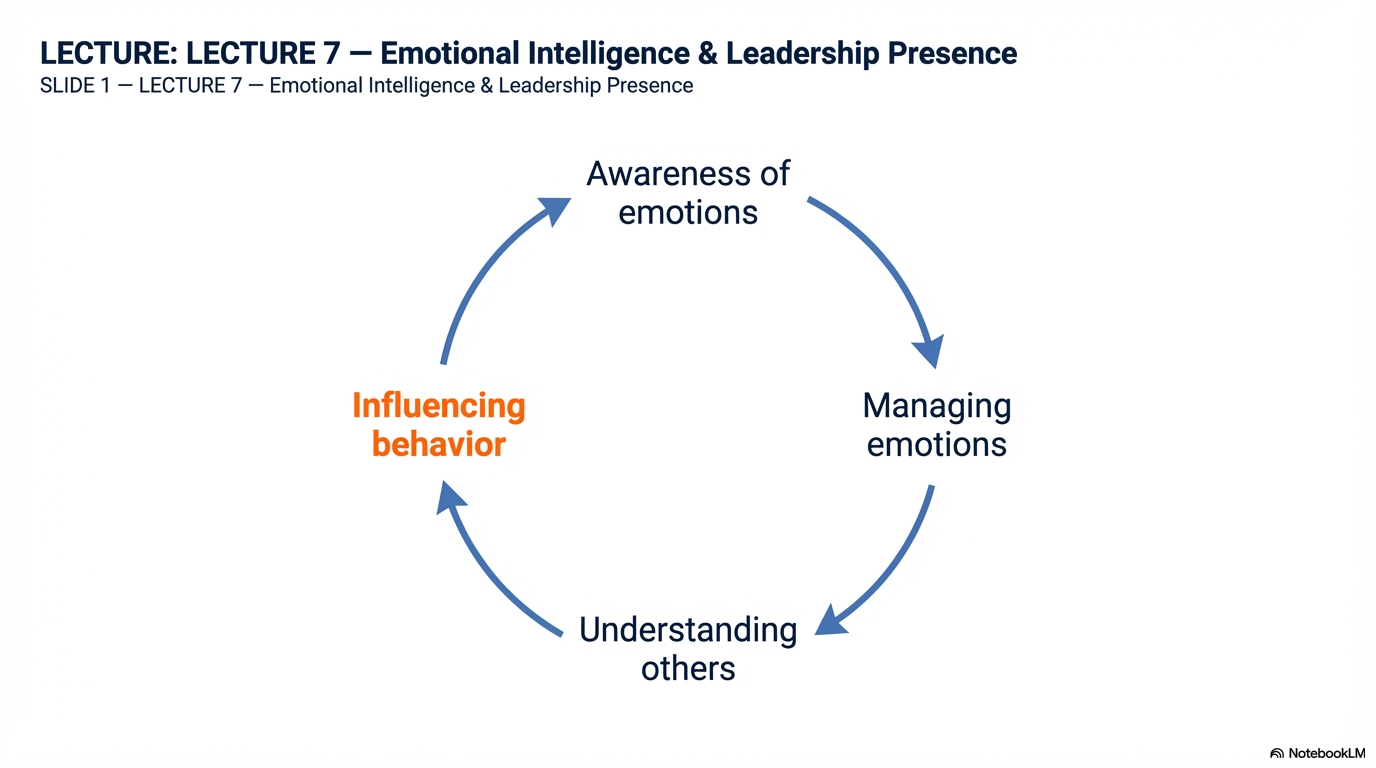 LECTURE: LECTURE 7 — Emotional Intelligence & Leadership Presence
SLIDE 1 — LECTURE 7 — Emotional Intelligence & Leadership Presence
Awareness of
emotions
Influencing
behavior
Managing
emotions
Understanding
others
NotebookLM